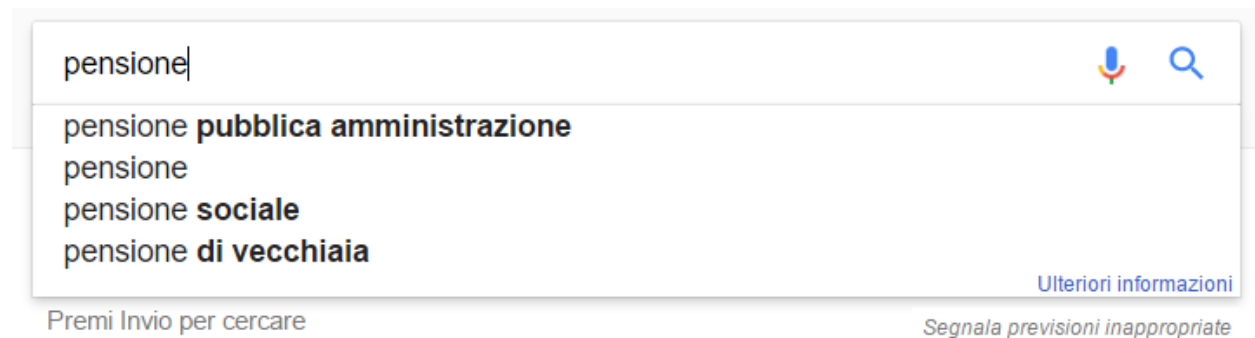 pensione
pensione pubblica amministrazione
pensione
pensione sociale
pensione di vecchiaia
Ulteriori informazioni
Premi Invio per cercare
Segnala previsioni inappropriate